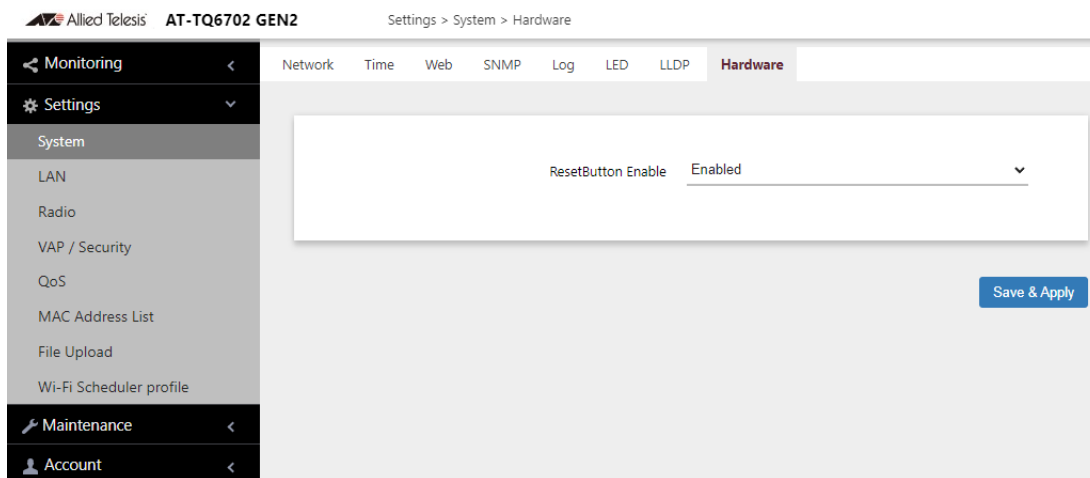 Allied Telesis AT-TQ6702 GEN2 Settings > System > Hardware
Monitoring
Network Time Web SNMP Log LED LLDP Hardware
Settings
System
LAN
ResetButton Enable Enabled
Radio
VAP / Security
QoS
Save & Apply
MAC Address List
File Upload
Wi-Fi Scheduler profile
Maintenance
Account